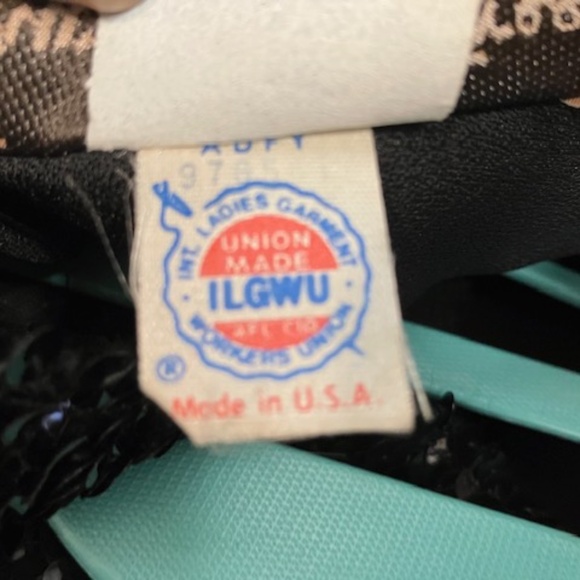 INT. LADIES GARMENT
UNION
MADE
ILGWU
AFL CIO
WORKERS UNION
®
Made in U.S.A.